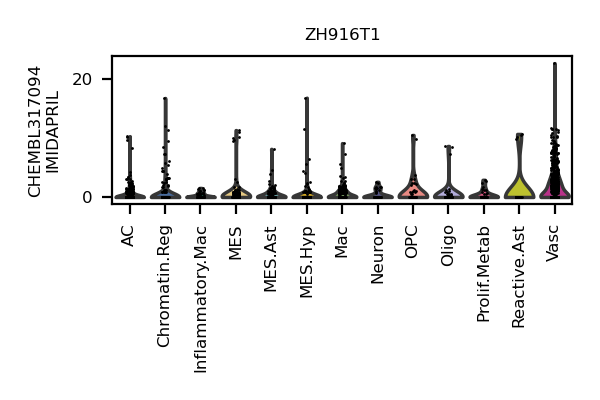 ZH916T1
CHEMBL317094
IMIDAPRIL
20
0
AC
Chromatin.Reg
Inflammatory.Mac
MES
MES.Ast
MES.Hyp
Mac
Neuron
OPC
Oligo
Prolif.Metab
Reactive.Ast
Vasc